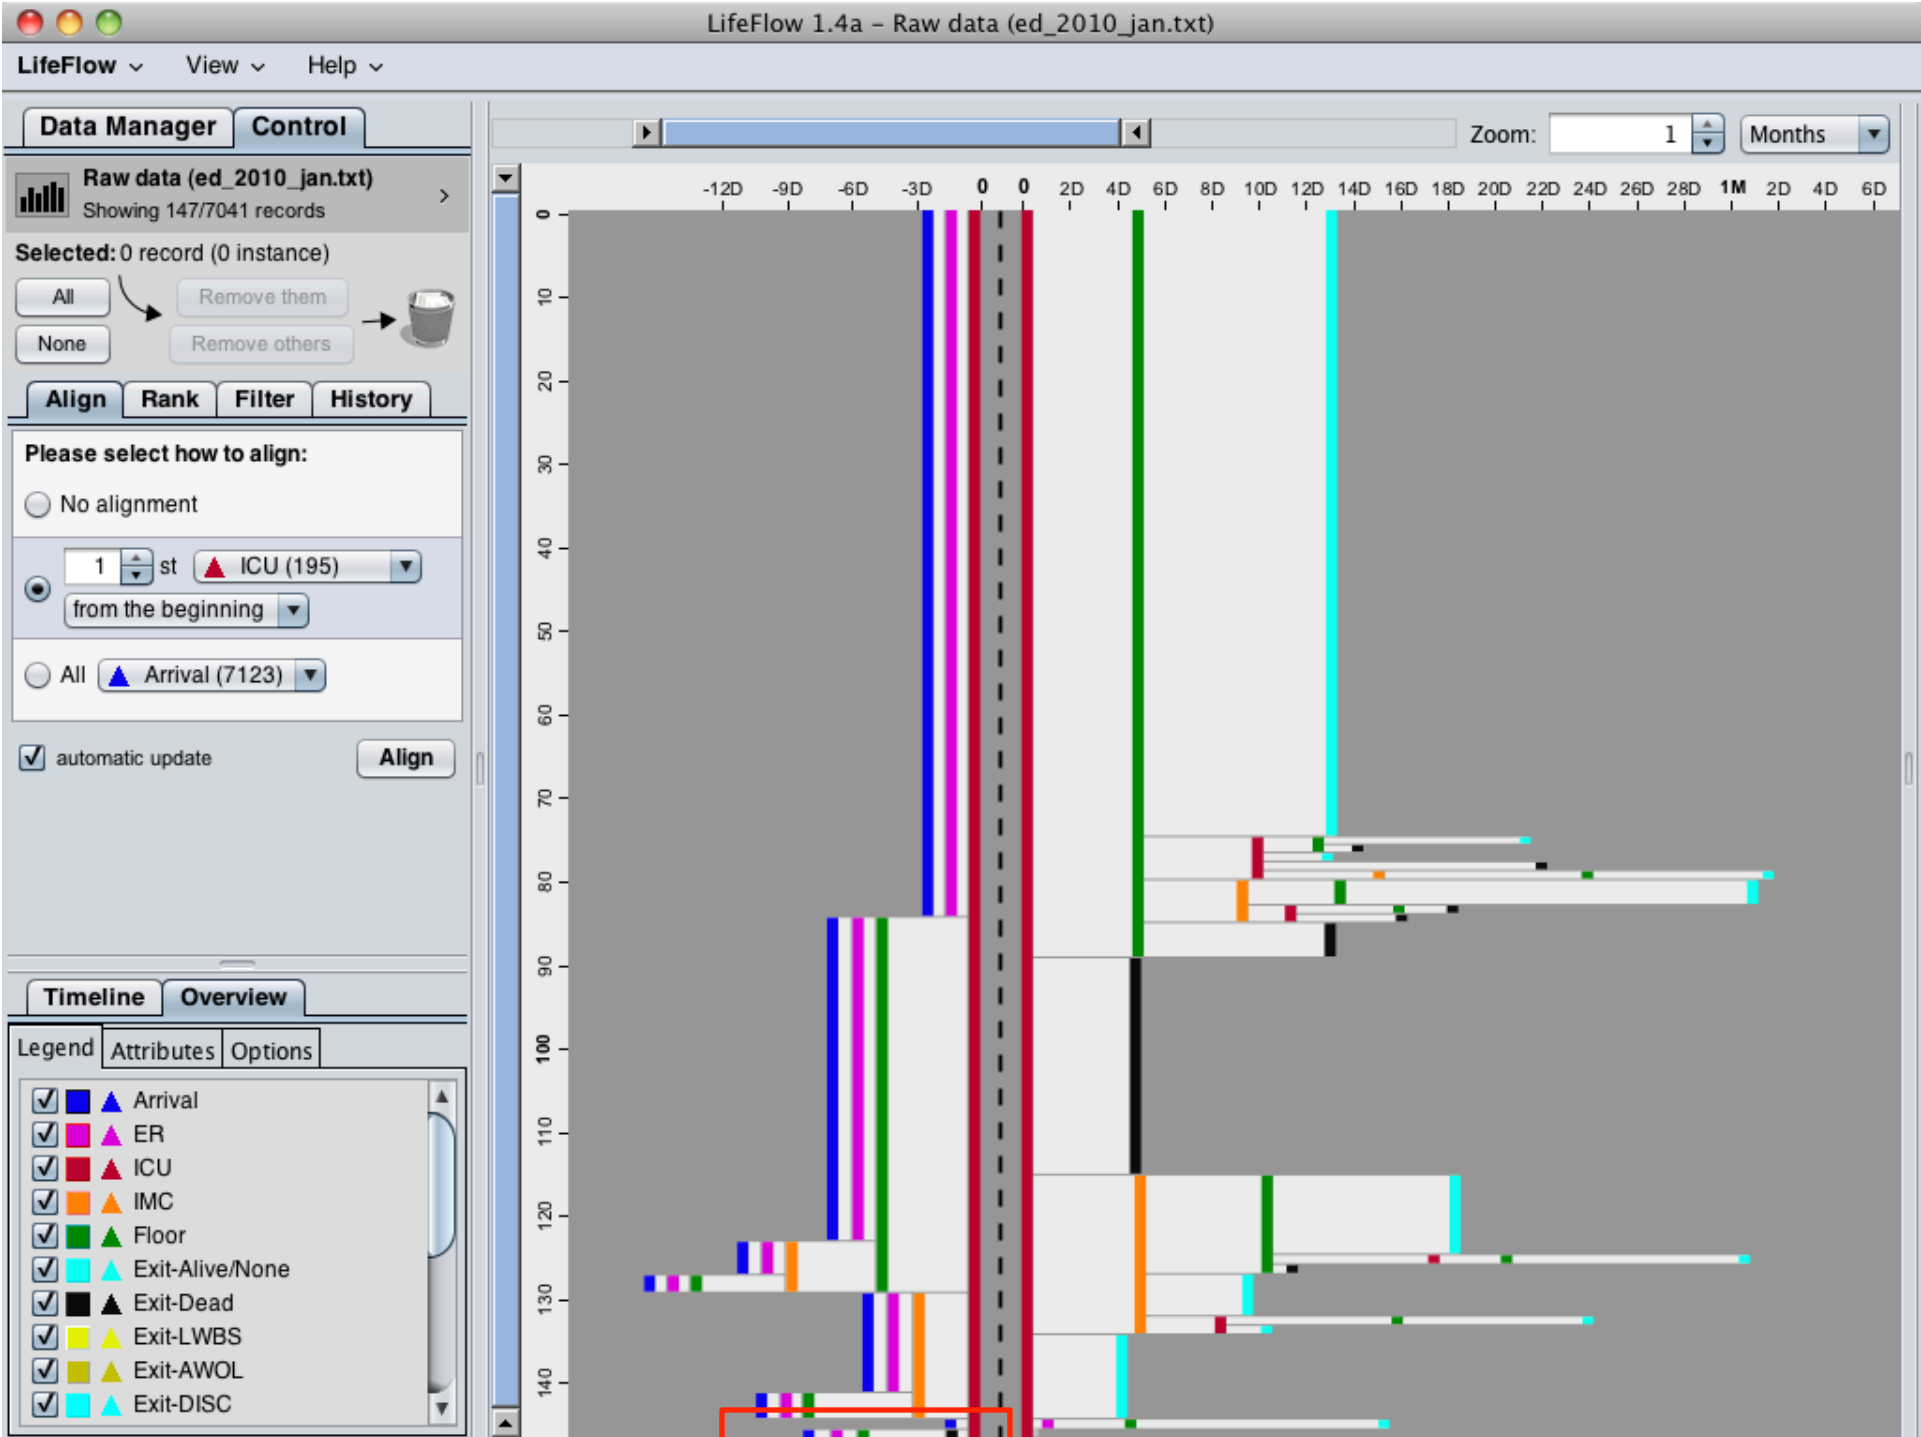 LifeFlow 1.4a – Raw data (ed_2010_jan.txt)
LifeFlow View Help
Data Manager Control
Raw data (ed_2010_jan.txt)
Showing 147/7041 records
Selected: 0 record (0 instance)
All Remove them
None Remove others
Align Rank Filter History
Please select how to align:
No alignment
1 st ICU (195)
from the beginning
All Arrival (7123)
automatic update Align
Timeline Overview
Legend Attributes Options
Arrival
ER
ICU
IMC
Floor
Exit-Alive/None
Exit-Dead
Exit-LWBS
Exit-AWOL
Exit-DISC
Zoom: 1 Months
-12D -9D -6D -3D 0 0 2D 4D 6D 8D 10D 12D 14D 16D 18D 20D 22D 24D 26D 28D 1M 2D 4D 6D
0
10
20
30
40
50
60
70
80
90
100
110
120
130
140